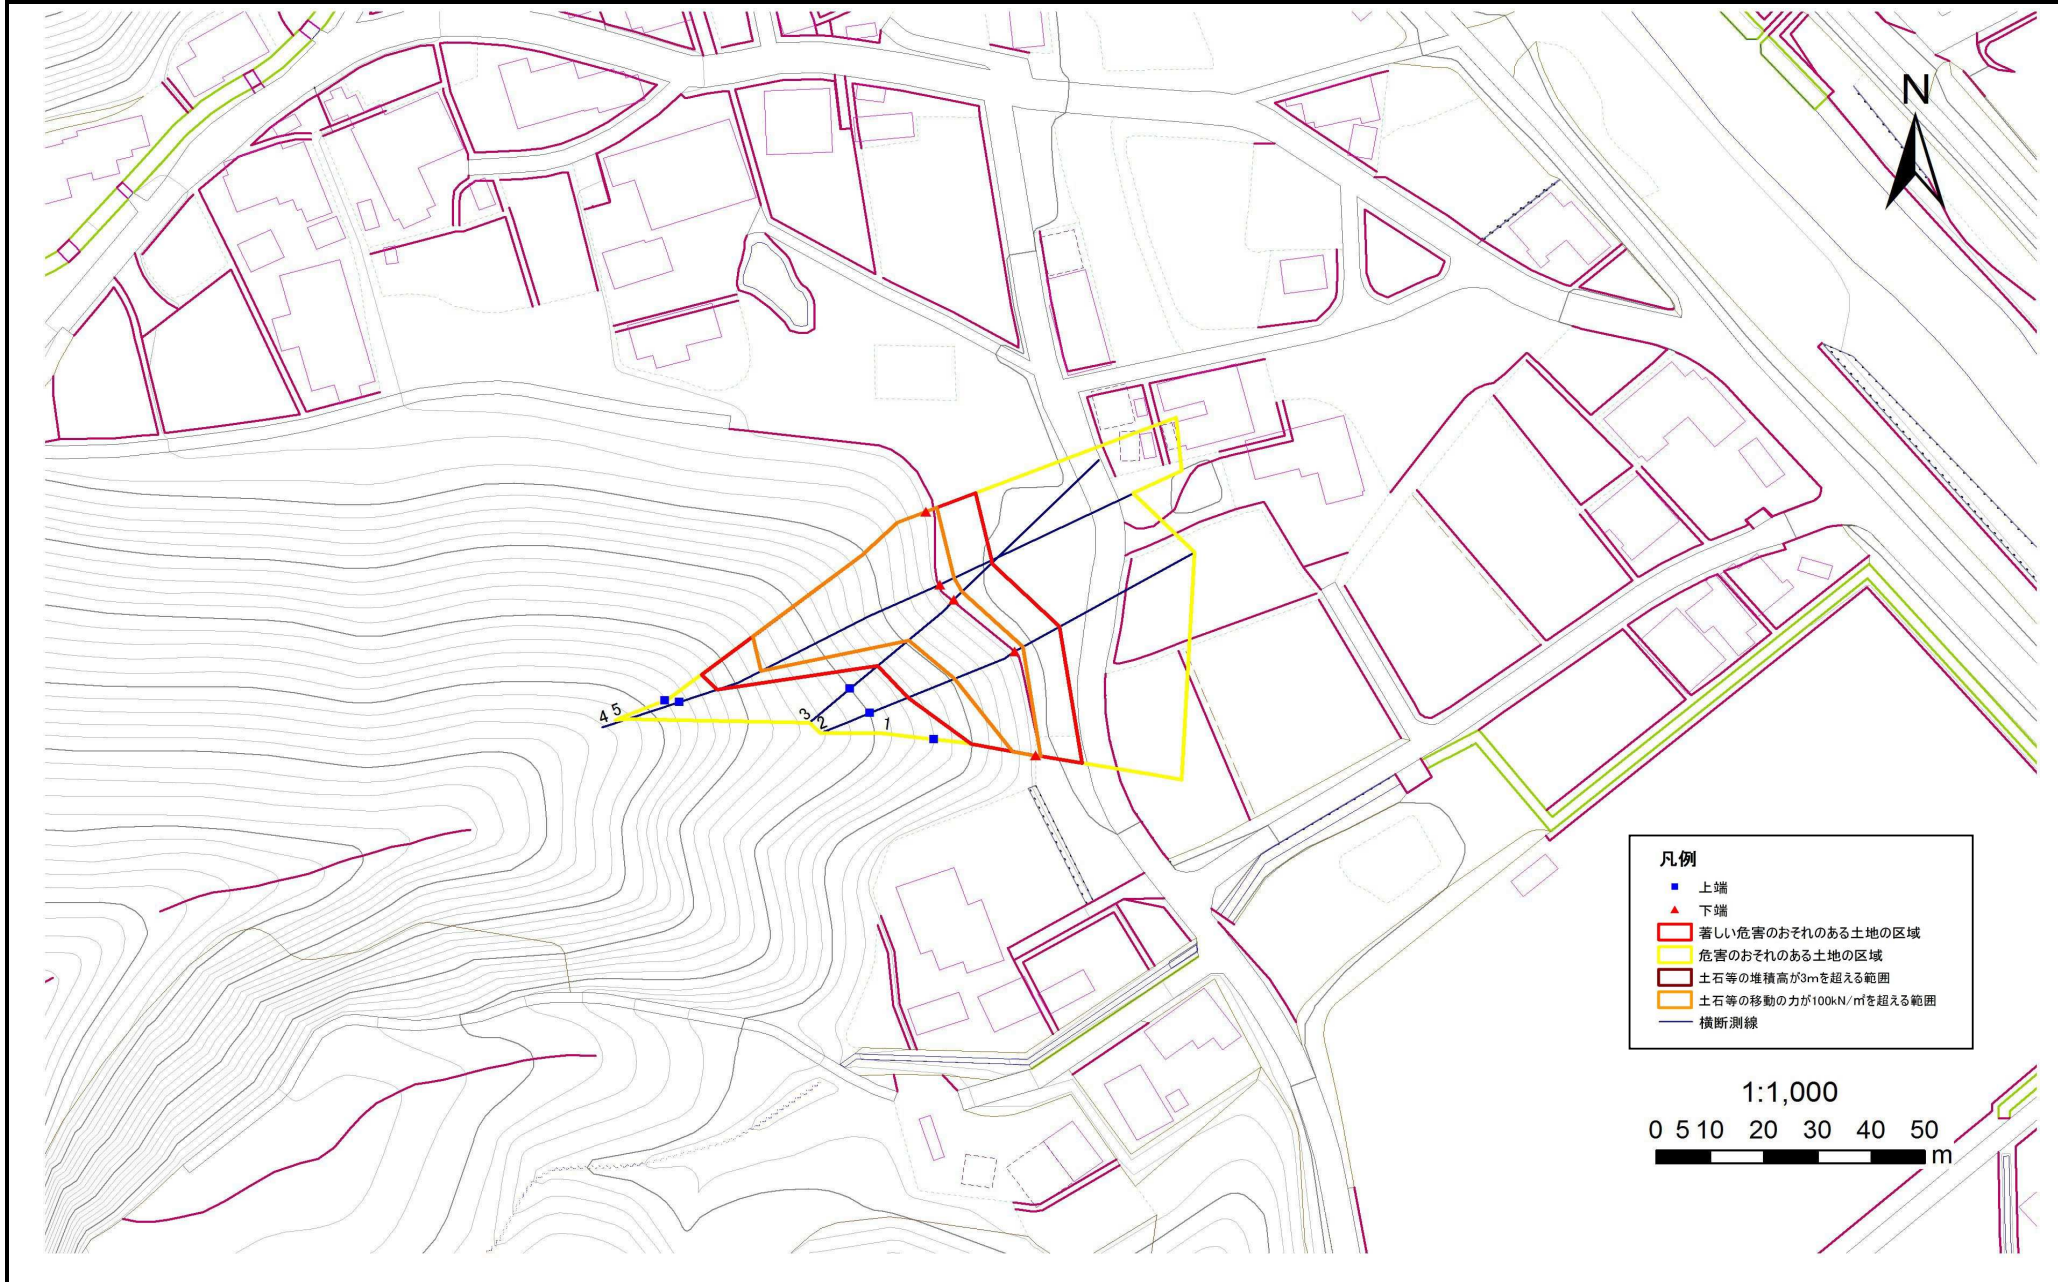 N
4 5
3
2
1
凡例
上端
下端
著しい危害のおそれのある土地の区域
危害のおそれのある土地の区域
土石等の堆積高が3mを超える範囲
土石等の移動の力が100kN/㎡を超える範囲
横断測線
1:1,000
0 5 10 20 30 40 50
m